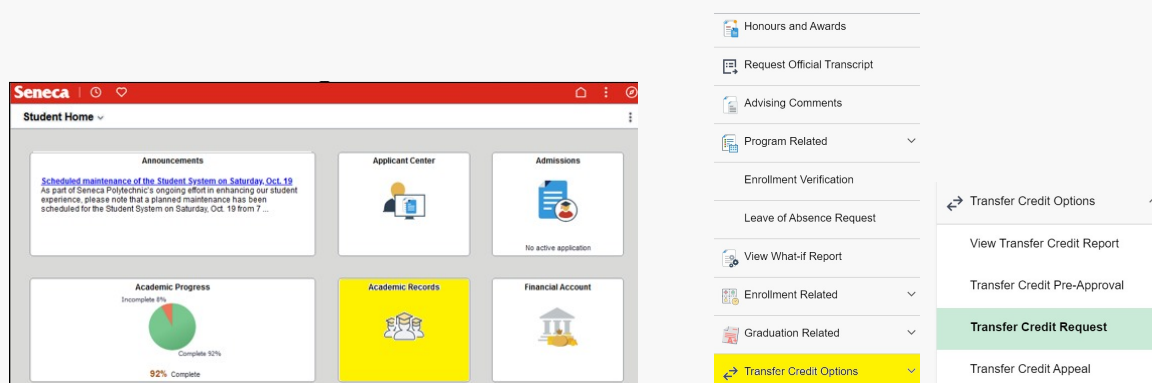 Seneca
Student Home
Announcements
Scheduled maintenance of the Student System on Saturday, Oct. 19
As part of Seneca Polytechnic's ongoing effort in enhancing our student
experience, please note that a planned maintenance has been
scheduled for the Student System on Saturday, Oct. 19 from 7 ...
Applicant Center
Admissions
No active application
Academic Progress
Incomplete 8%
Complete 92%
92% Complete
Academic Records
Financial Account
Honours and Awards
Request Official Transcript
Advising Comments
Program Related
Enrollment Verification
Leave of Absence Request
View What-if Report
Enrollment Related
Graduation Related
Transfer Credit Options
Transfer Credit Options
View Transfer Credit Report
Transfer Credit Pre-Approval
Transfer Credit Request
Transfer Credit Appeal